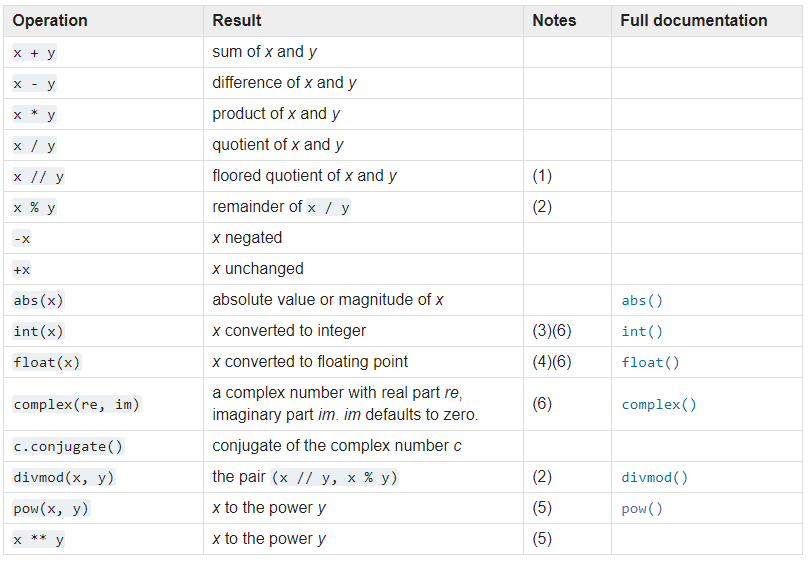 Operation Result Notes Full documentation
x + y sum of x and y
x - y difference of x and y
x * y product of x and y
x / y quotient of x and y
x // y floored quotient of x and y (1)
x % y remainder of x / y (2)
-x x negated
+x x unchanged
abs(x) absolute value or magnitude of x abs()
int(x) x converted to integer (3)(6) int()
float(x) x converted to floating point (4)(6) float()
complex(re, im) a complex number with real part re, (6) complex()
imaginary part im. im defaults to zero.
c.conjugate() conjugate of the complex number c
divmod(x, y) the pair (x // y, x % y) (2) divmod()
pow(x, y) x to the power y (5) pow()
x ** y x to the power y (5)